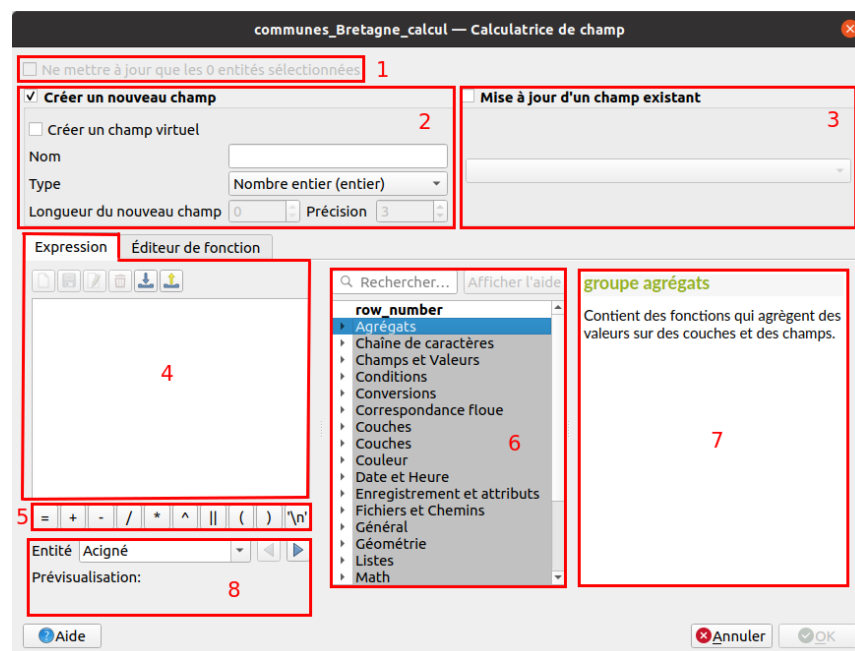 communes_Bretagne_calcul — Calculatrice de champ
Ne mettre à jour que les 0 entités sélectionnées
1
Créer un nouveau champ
2
Créer un champ virtuel
Nom
Type Nombre entier (entier)
Longueur du nouveau champ 0 Précision 3
Mise à jour d'un champ existant
3
Expression Éditeur de fonction
4
5
= + - / * ^ || ( ) '\n'
Entité Acigné
Prévisualisation:
8
Rechercher... Afficher l'aide
row_number
Agrégats
Chaîne de caractères
Champs et Valeurs
Conditions
Conversions
Correspondance floue
Couches
Couches
6
Couleur
Date et Heure
Enregistrement et attributs
Fichiers et Chemins
Général
Géométrie
Listes
Math
groupe agrégats
Contient des fonctions qui agrègent des
valeurs sur des couches et des champs.
7
Aide
Annuler OK